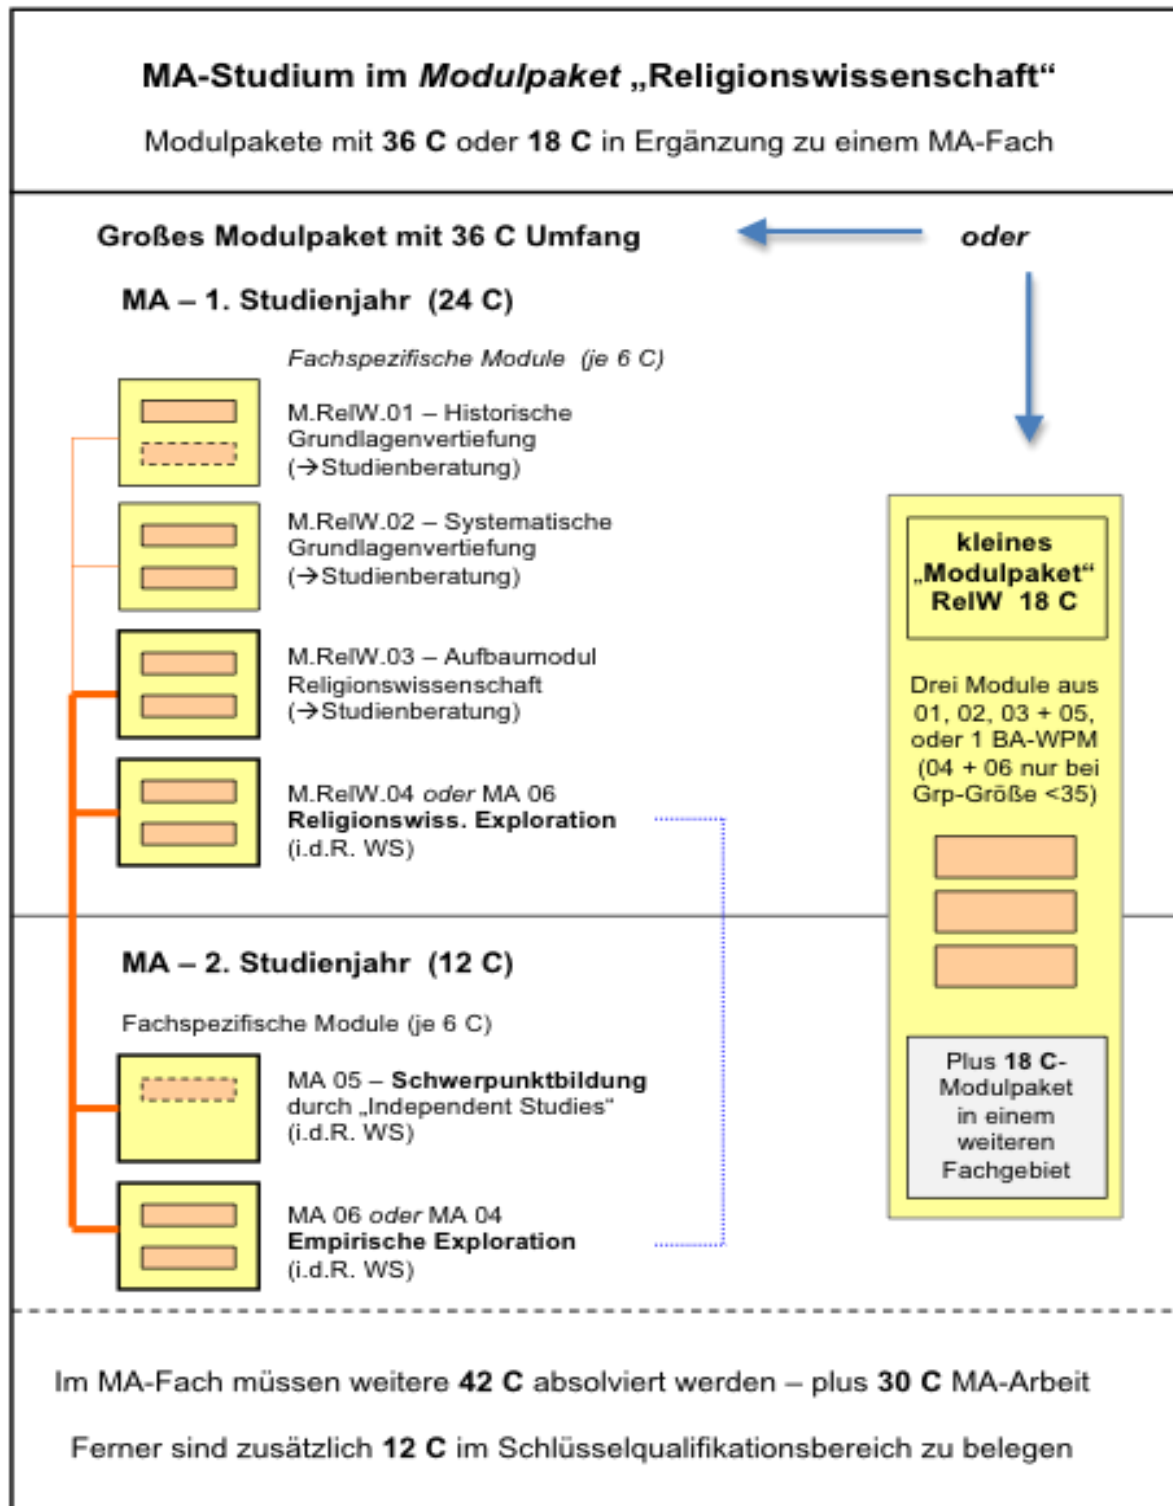 MA-Studium im Modulpaket „Religionswissenschaft“
Modulpakete mit 36 C oder 18 C in Ergänzung zu einem MA-Fach
Großes Modulpaket mit 36 C Umfang
oder
MA – 1. Studienjahr (24 C)
Fachspezifische Module (je 6 C)
M.RelW.01 – Historische
Grundlagenvertiefung
(→Studienberatung)
M.RelW.02 – Systematische
Grundlagenvertiefung
(→Studienberatung)
M.RelW.03 – Aufbaumodul
Religionswissenschaft
(→Studienberatung)
M.RelW.04 oder MA 06
Religionswiss. Exploration
(i.d.R. WS)
MA – 2. Studienjahr (12 C)
Fachspezifische Module (je 6 C)
MA 05 – Schwerpunktbildung
durch „Independent Studies“
(i.d.R. WS)
MA 06 oder MA 04
Empirische Exploration
(i.d.R. WS)
kleines
„Modulpaket“
RelW 18 C
Drei Module aus
01, 02, 03 + 05,
oder 1 BA-WPM
(04 + 06 nur bei
Grp-Größe <35)
Plus 18 C-
Modulpaket
in einem
weiteren
Fachgebiet
Im MA-Fach müssen weitere 42 C absolviert werden – plus 30 C MA-Arbeit
Ferner sind zusätzlich 12 C im Schlüsselqualifikationsbereich zu belegen